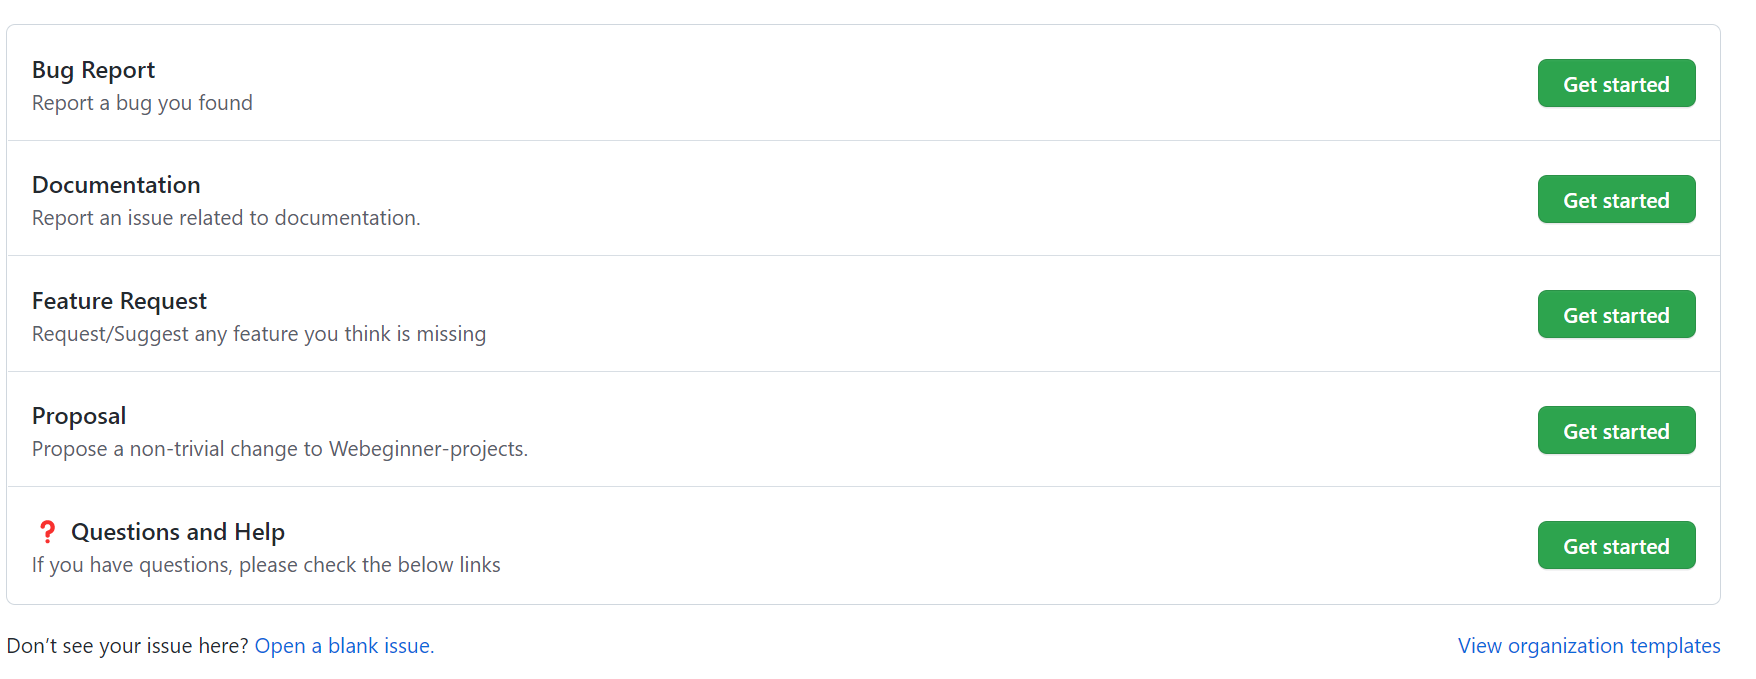 Bug Report
Report a bug you found
Get started
Documentation
Report an issue related to documentation.
Get started
Feature Request
Request/Suggest any feature you think is missing
Get started
Proposal
Propose a non-trivial change to Webeginner-projects.
Get started
❓ Questions and Help
If you have questions, please check the below links
Get started
Don’t see your issue here? Open a blank issue.
View organization templates